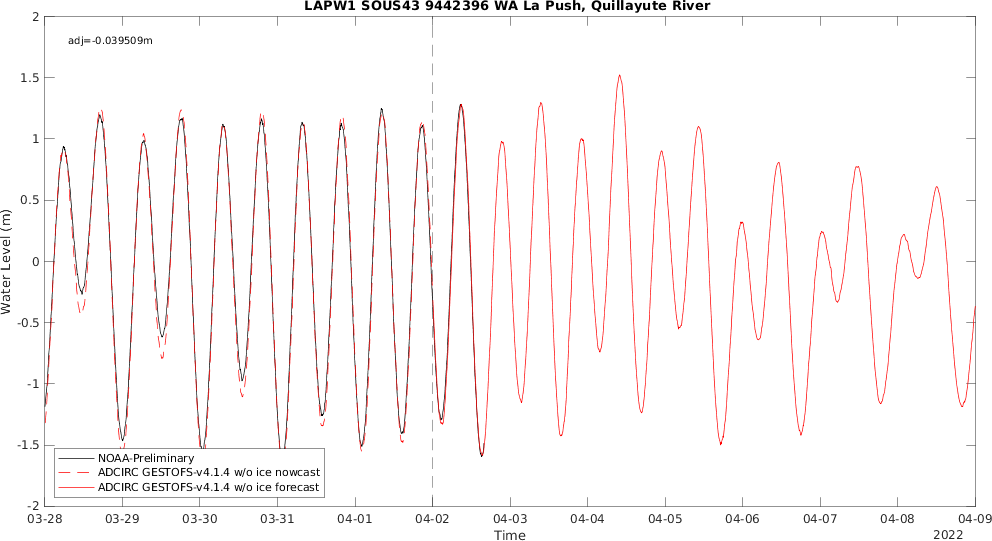 LAPW1 SOUS43 9442396 WA La Push, Quillayute River
adj=-0.039509m
2
1.5
1
0.5
0
-0.5
-1
-1.5
-2
Water Level (m)
NOAA-Preliminary
ADCIRC GESTOFS-v4.1.4 w/o ice nowcast
ADCIRC GESTOFS-v4.1.4 w/o ice forecast
03-28 03-29 03-30 03-31 04-01 04-02 04-03 04-04 04-05 04-06 04-07 04-08 04-09
Time
2022